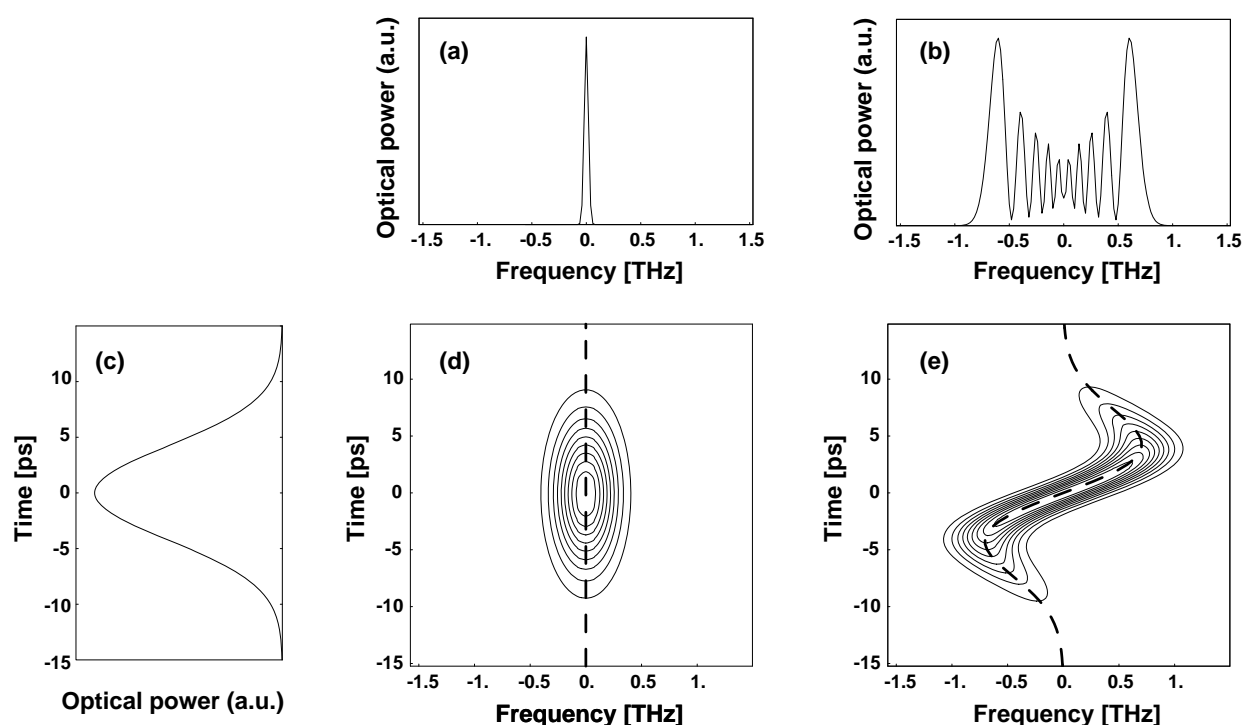 (a)
Optical power (a.u.)
-1.5 -1. -0.5 0. 0.5 1. 1.5
Frequency [THz]
(b)
Optical power (a.u.)
-1.5 -1. -0.5 0. 0.5 1. 1.5
Frequency [THz]
(c)
Time [ps]
10
5
0
-5
-10
-15
Optical power (a.u.)
(d)
Time [ps]
10
5
0
-5
-10
-15
-1.5 -1. -0.5 0. 0.5 1.
Frequency [THz]
(e)
Time [ps]
10
5
0
-5
-10
-15
-1.5 -1. -0.5 0. 0.5 1.
Frequency [THz]